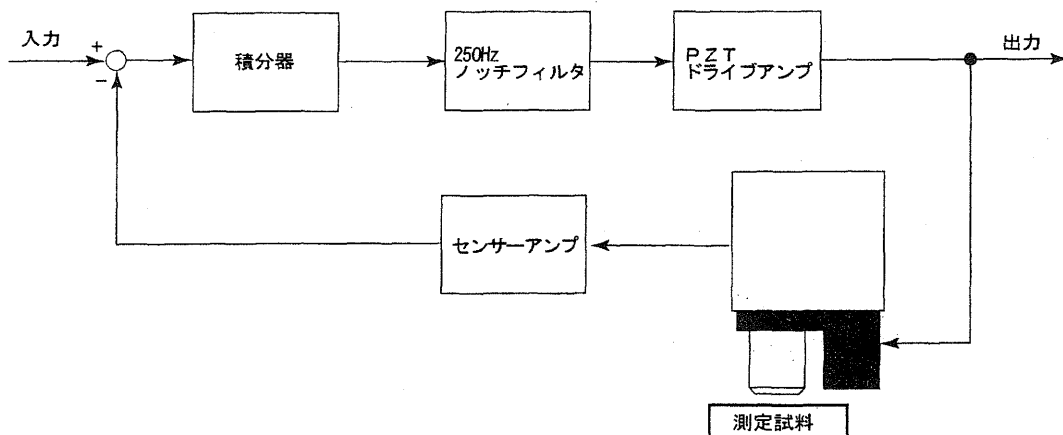 入力
+
−
積分器
250Hz
ノッチフィルタ
PZT
ドライブアンプ
出力
センサーアンプ
測定試料